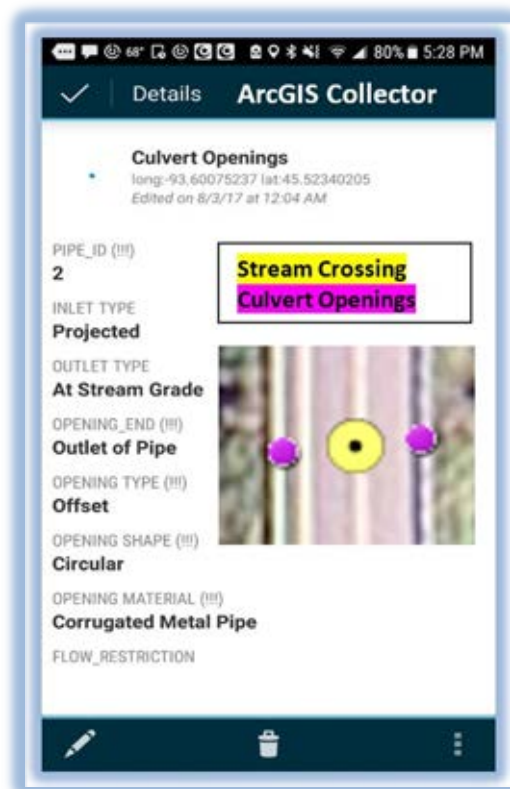 68° 80% 5:28 PM
Details ArcGIS Collector
Culvert Openings
long:-93.60075237 lat:45.52340205
Edited on 8/3/17 at 12:04 AM
PIPE_ID (!!!)
2
Stream Crossing
Culvert Openings
INLET TYPE
Projected
OUTLET TYPE
At Stream Grade
OPENING_END (!!!)
Outlet of Pipe
OPENING TYPE (!!!)
Offset
OPENING SHAPE (!!!)
Circular
OPENING MATERIAL (!!!)
Corrugated Metal Pipe
FLOW_RESTRICTION